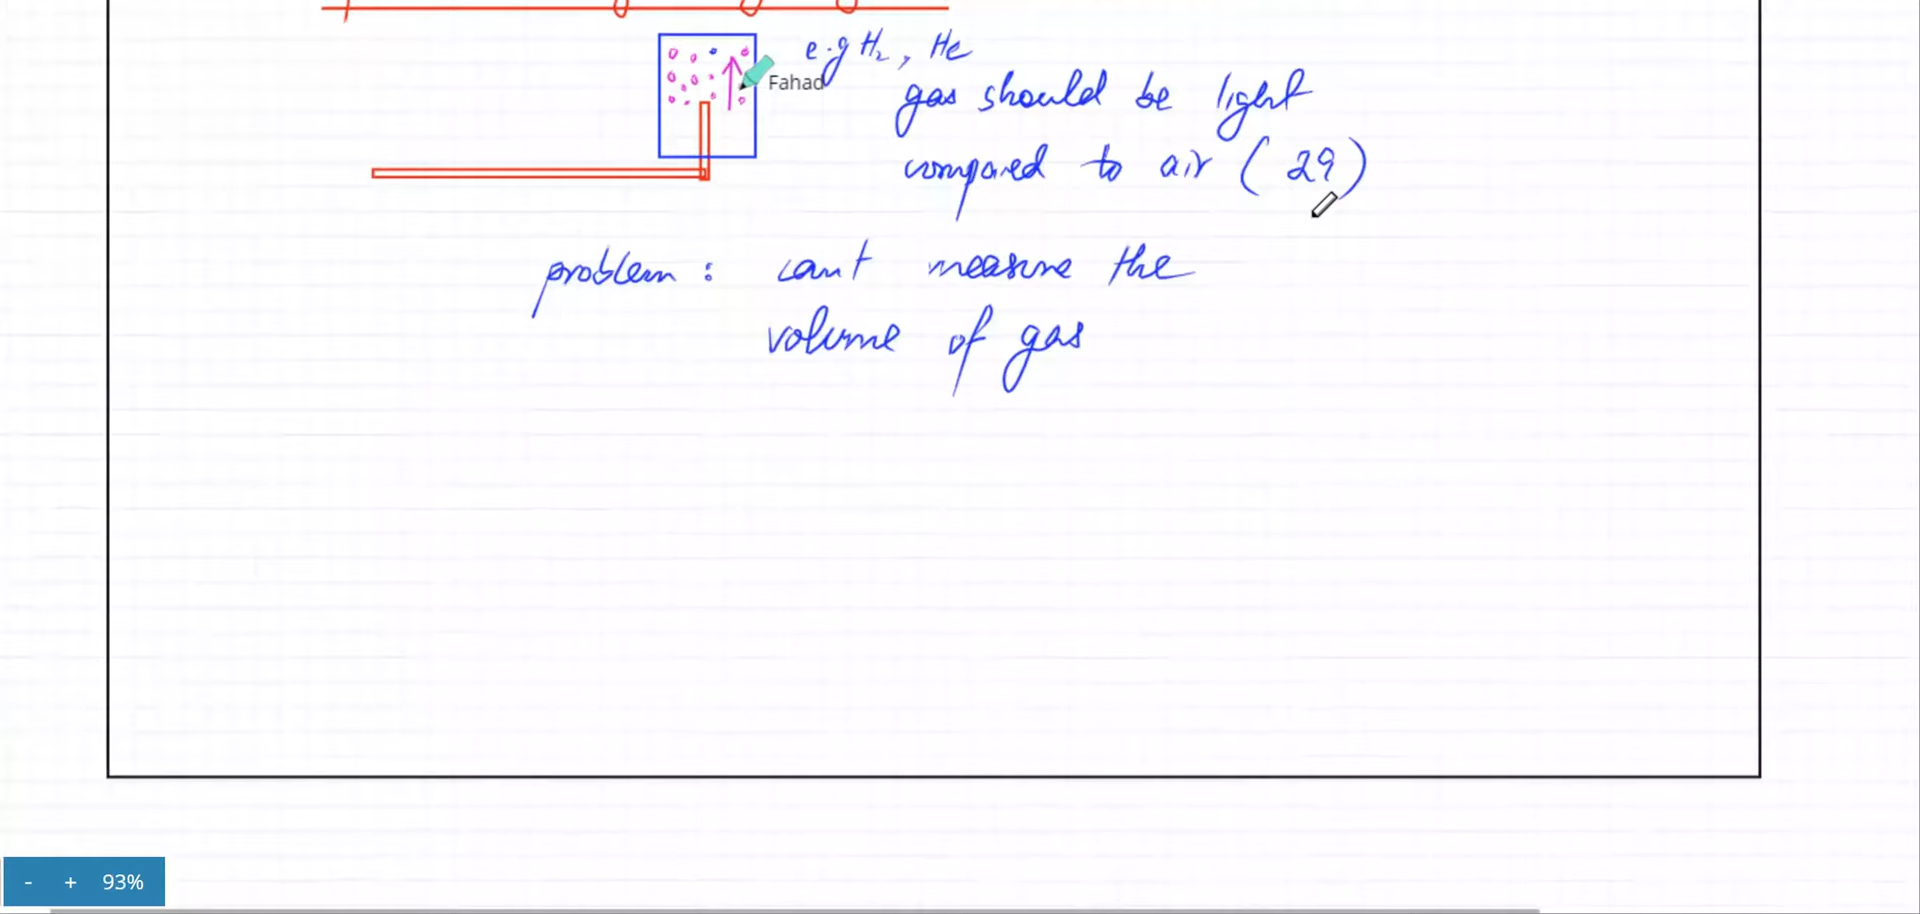 e.g H₂, He
Fahad
gas should be light
compared to air (29)
problem : cant measure the
volume of gas
- + 93%